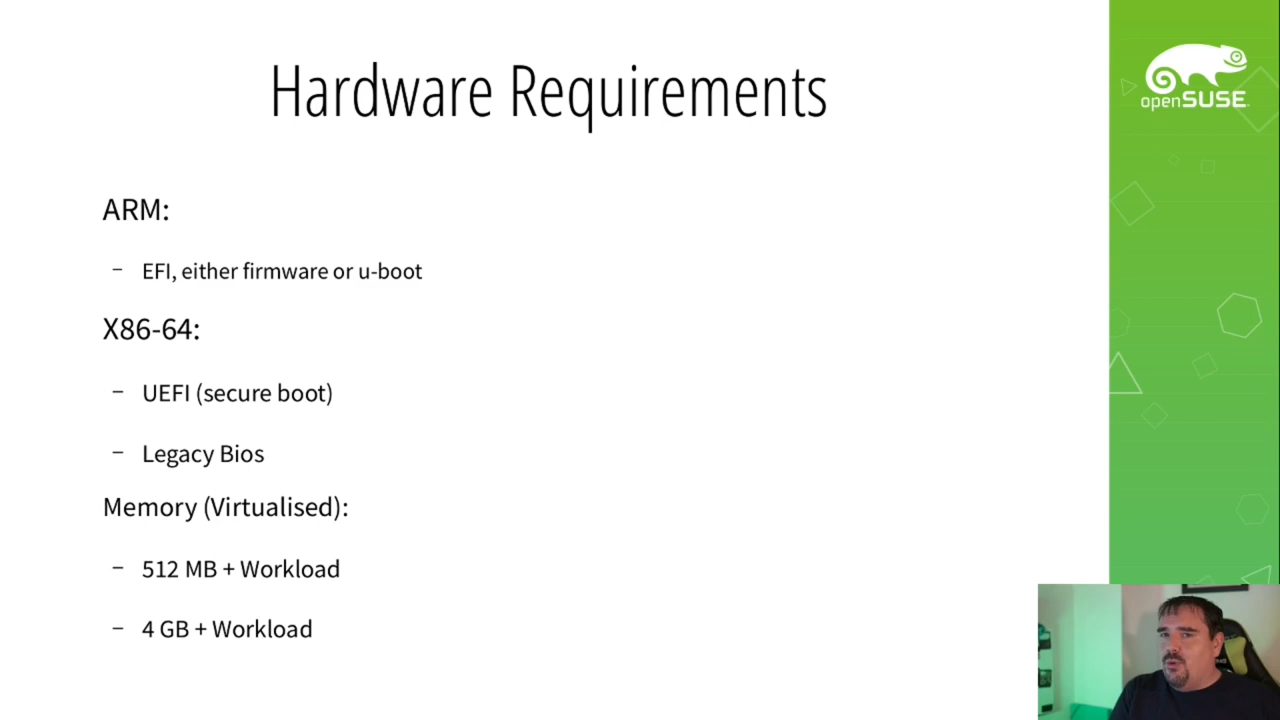 Hardware Requirements
openSUSE
ARM:
– EFI, either firmware or u-boot
X86-64:
– UEFI (secure boot)
– Legacy Bios
Memory (Virtualised):
– 512 MB + Workload
– 4 GB + Workload